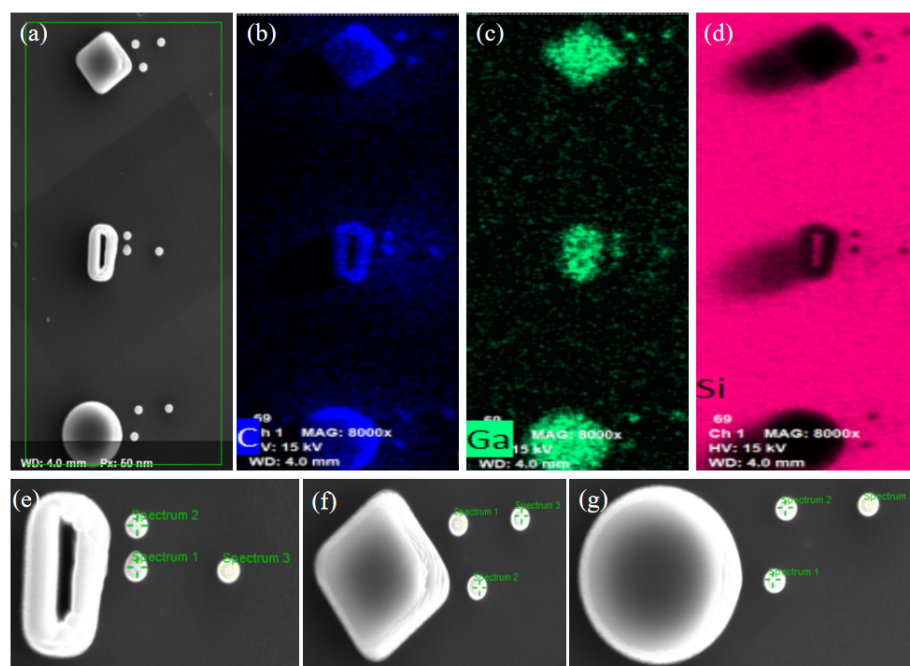 (a)
WD: 4.0 mm Px: 50 nm
(b)
69
C
Ch 1 MAG: 8000x
HV: 15 kV
WD: 4.0 mm
(c)
Ga
MAG: 8000x
15 kV
WD: 4.0 mm
(d)
Si
69
Ch 1 MAG: 8000x
HV: 15 kV
WD: 4.0 mm
(e)
Spectrum 2
Spectrum 1
Spectrum 3
(f)
Spectrum 1
Spectrum 3
Spectrum 2
(g)
Spectrum 2
Spectrum
Spectrum 1